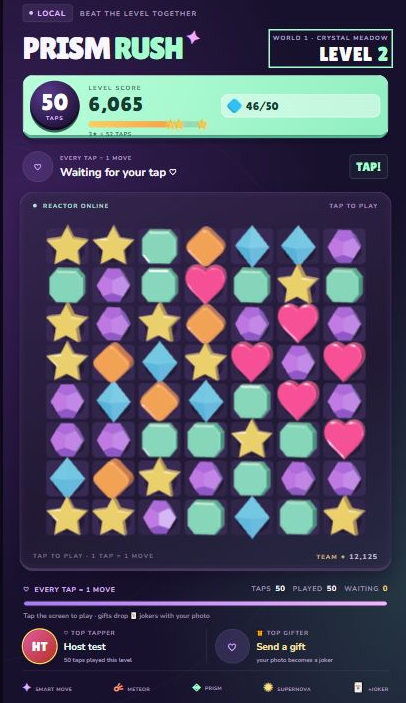 LOCAL BEAT THE LEVEL TOGETHER
PRISM RUSH
WORLD 1 · CRYSTAL MEADOW
LEVEL 2
50
TAPS
LEVEL SCORE
6,065
46/50
3★ ≤ 52 TAPS
EVERY TAP = 1 MOVE
Waiting for your tap ♡
TAP!
REACTOR ONLINE
TAP TO PLAY
TAP TO PLAY · 1 TAP = 1 MOVE
TEAM ✦ 12,125
♡ EVERY TAP = 1 MOVE
TAPS 50 PLAYED 50 WAITING 0
Tap the screen to play · gifts drop 🃏 jokers with your photo
HT
♡ TOP TAPPER
Host test
50 taps played this level
🎁 TOP GIFTER
Send a gift
your photo becomes a joker
SMART MOVE
METEOR
PRISM
SUPERNOVA
+JOKER